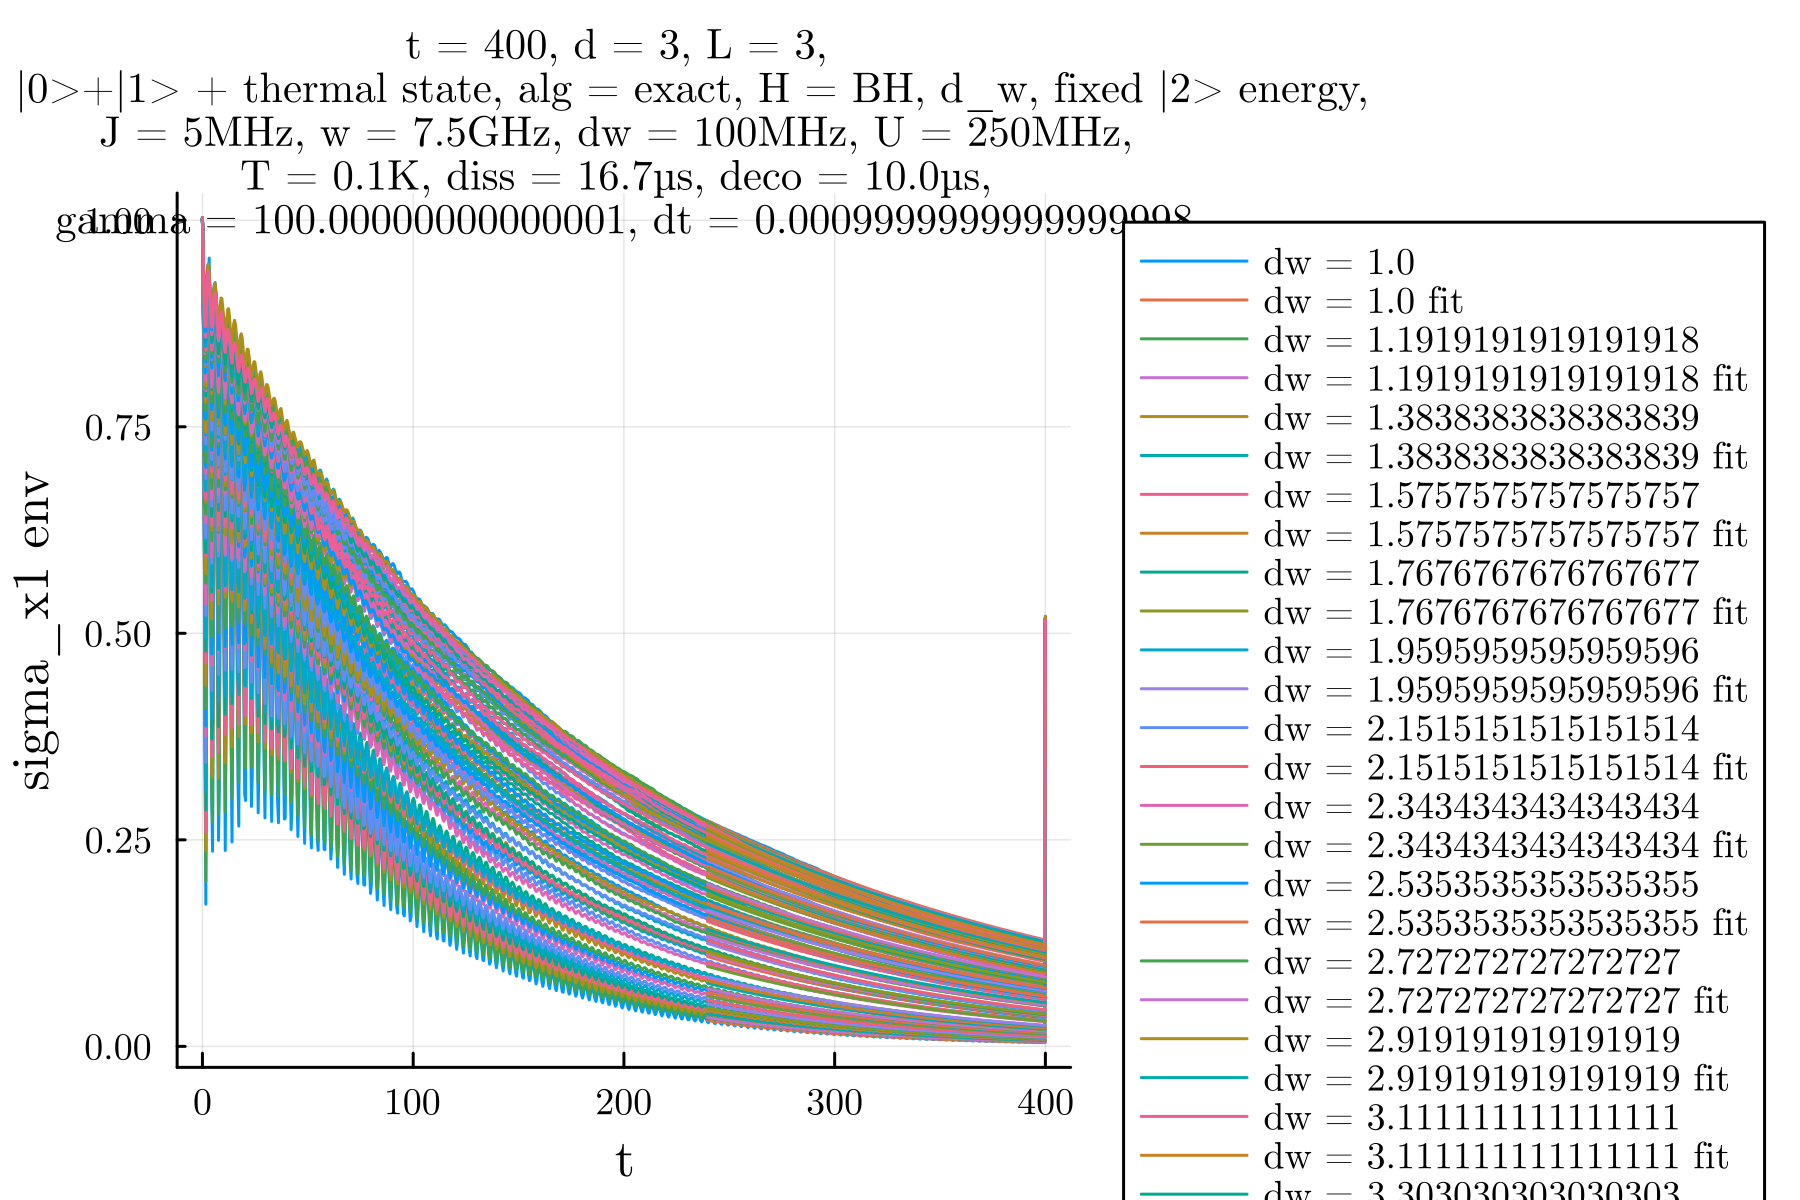 t = 400, d = 3, L = 3,
|0>+|1> + thermal state, alg = exact, H = BH, d_w, fixed |2> energy,
J = 5MHz, w = 7.5GHz, dw = 100MHz, U = 250MHz,
T = 0.1K, diss = 16.7µs, deco = 10.0µs,
gamma = 100.00000000000001, dt = 0.0009999999999999998
1.00
0.75
0.50
0.25
0.00
sigma_x1 env
0 100 200 300 400
t
dw = 1.0
dw = 1.0 fit
dw = 1.1919191919191918
dw = 1.1919191919191918 fit
dw = 1.3838383838383839
dw = 1.3838383838383839 fit
dw = 1.5757575757575757
dw = 1.5757575757575757 fit
dw = 1.7676767676767677
dw = 1.7676767676767677 fit
dw = 1.9595959595959596
dw = 1.9595959595959596 fit
dw = 2.1515151515151514
dw = 2.1515151515151514 fit
dw = 2.3434343434343434
dw = 2.3434343434343434 fit
dw = 2.5353535353535355
dw = 2.5353535353535355 fit
dw = 2.727272727272727
dw = 2.727272727272727 fit
dw = 2.919191919191919
dw = 2.919191919191919 fit
dw = 3.111111111111111
dw = 3.111111111111111 fit
dw = 3.303030303030303